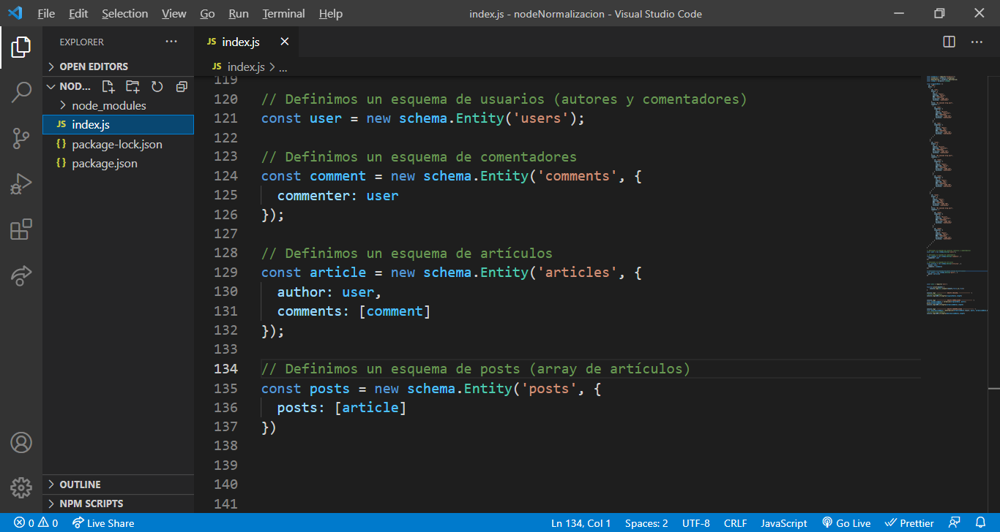 File Edit Selection View Go Run Terminal Help
index.js - nodeNormalizacion - Visual Studio Code
EXPLORER
OPEN EDITORS
NOD...
node_modules
JS index.js
{} package-lock.json
{} package.json
OUTLINE
NPM SCRIPTS
JS index.js
JS index.js > ...
119
120 // Definimos un esquema de usuarios (autores y comentadores)
121 const user = new schema.Entity('users');
122
123 // Definimos un esquema de comentadores
124 const comment = new schema.Entity('comments', {
125   commenter: user
126 });
127
128 // Definimos un esquema de artículos
129 const article = new schema.Entity('articles', {
130   author: user,
131   comments: [comment]
132 });
133
134 // Definimos un esquema de posts (array de artículos)
135 const posts = new schema.Entity('posts', {
136   posts: [article]
137 })
138
139
140
141
0 0 Live Share Ln 134, Col 1 Spaces: 2 UTF-8 CRLF JavaScript Go Live Prettier